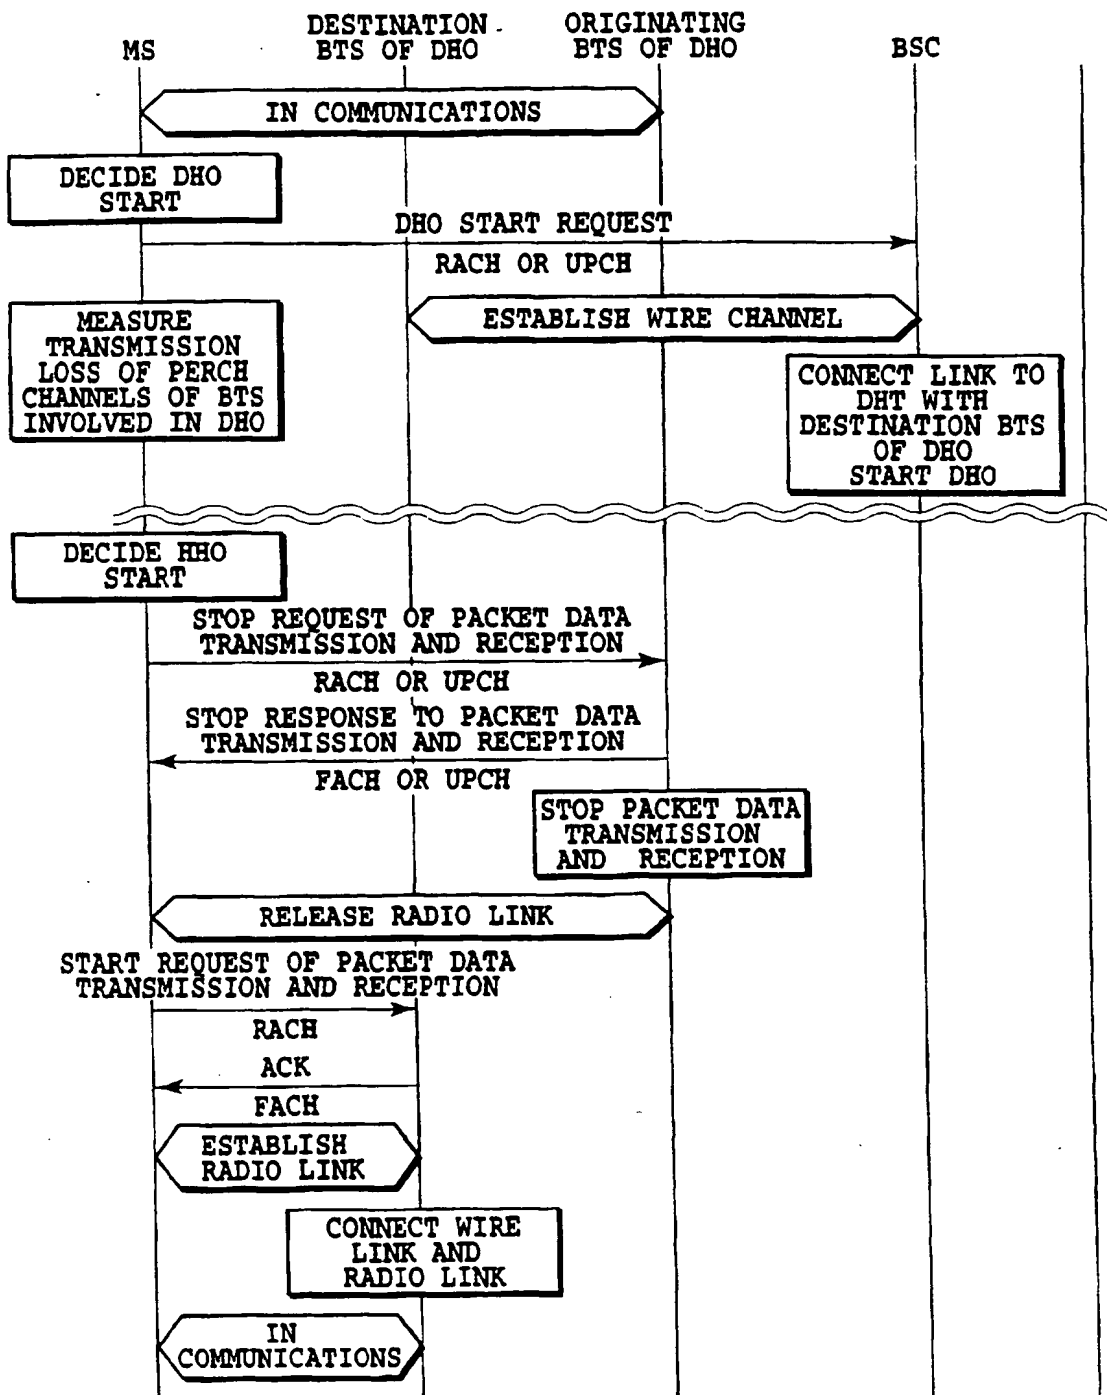 MS
DESTINATION
BTS OF DHO
ORIGINATING
BTS OF DHO
BSC
IN COMMUNICATIONS
DECIDE DHO
START
DHO START REQUEST
RACH OR UPCH
ESTABLISH WIRE CHANNEL
MEASURE
TRANSMISSION
LOSS OF PERCH
CHANNELS OF BTS
INVOLVED IN DHO
CONNECT LINK TO
DHT WITH
DESTINATION BTS
OF DHO
START DHO
DECIDE HHO
START
STOP REQUEST OF PACKET DATA
TRANSMISSION AND RECEPTION
RACH OR UPCH
STOP RESPONSE TO PACKET DATA
TRANSMISSION AND RECEPTION
FACH OR UPCH
STOP PACKET DATA
TRANSMISSION
AND RECEPTION
RELEASE RADIO LINK
START REQUEST OF PACKET DATA
TRANSMISSION AND RECEPTION
RACH
ACK
FACH
ESTABLISH
RADIO LINK
CONNECT WIRE
LINK AND
RADIO LINK
IN
COMMUNICATIONS